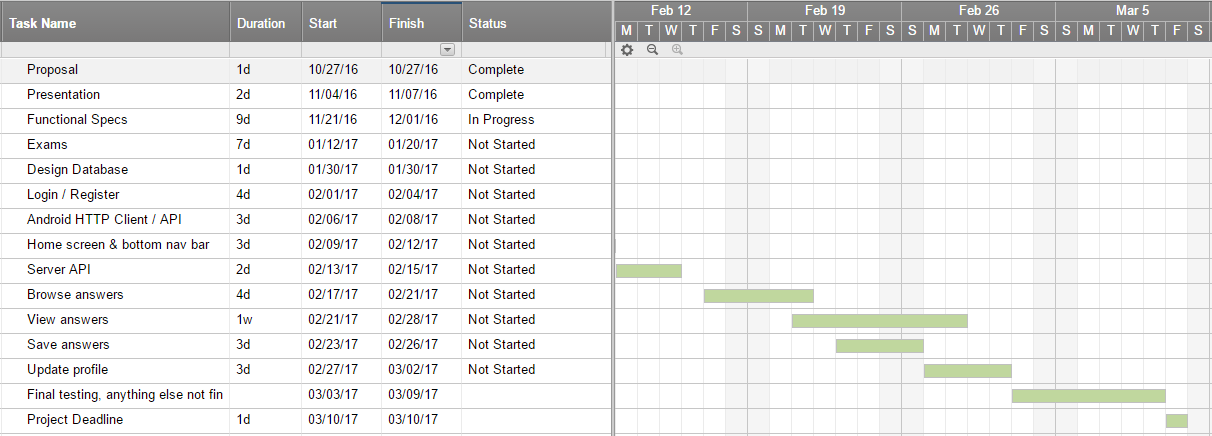 Feb 12 Feb 19 Feb 26 Mar 5
Task Name Duration Start Finish Status M T W T F S S M T W T F S S M T W T F S S M T W T F S
Proposal 1d 10/27/16 10/27/16 Complete
Presentation 2d 11/04/16 11/07/16 Complete
Functional Specs 9d 11/21/16 12/01/16 In Progress
Exams 7d 01/12/17 01/20/17 Not Started
Design Database 1d 01/30/17 01/30/17 Not Started
Login / Register 4d 02/01/17 02/04/17 Not Started
Android HTTP Client / API 3d 02/06/17 02/08/17 Not Started
Home screen & bottom nav bar 3d 02/09/17 02/12/17 Not Started
Server API 2d 02/13/17 02/15/17 Not Started
Browse answers 4d 02/17/17 02/21/17 Not Started
View answers 1w 02/21/17 02/28/17 Not Started
Save answers 3d 02/23/17 02/26/17 Not Started
Update profile 3d 02/27/17 03/02/17 Not Started
Final testing, anything else not fin 03/03/17 03/09/17
Project Deadline 1d 03/10/17 03/10/17